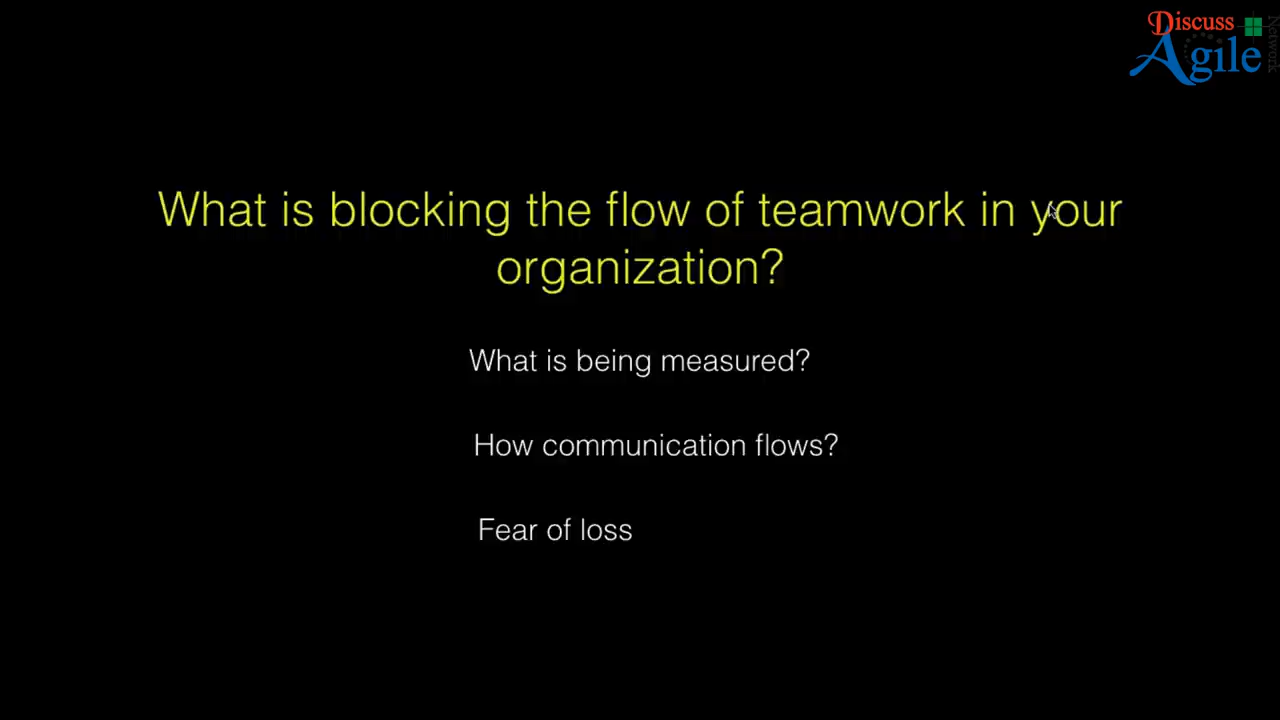 Discuss
Agile
Network
What is blocking the flow of teamwork in your
organization?
What is being measured?
How communication flows?
Fear of loss